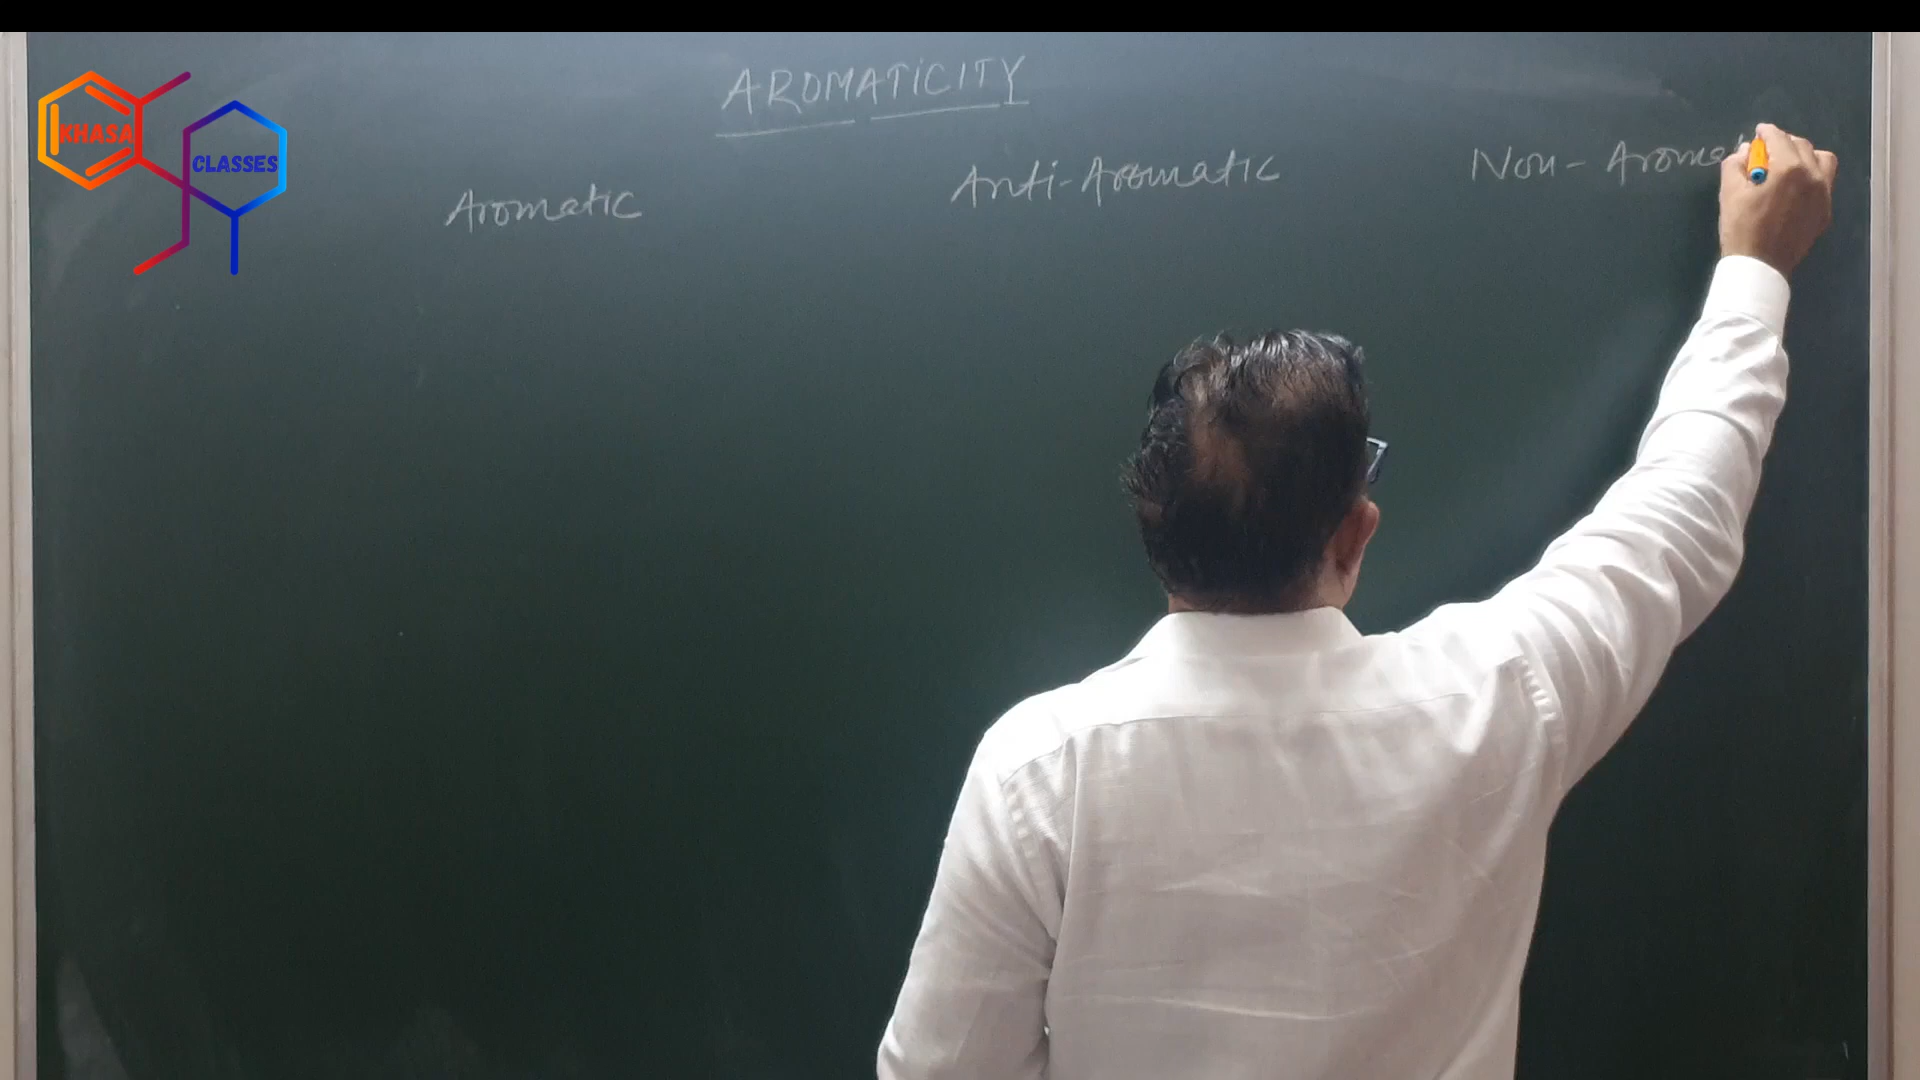 KHASA
CLASSES
AROMATICITY
Aromatic
Anti-Aromatic
Non-